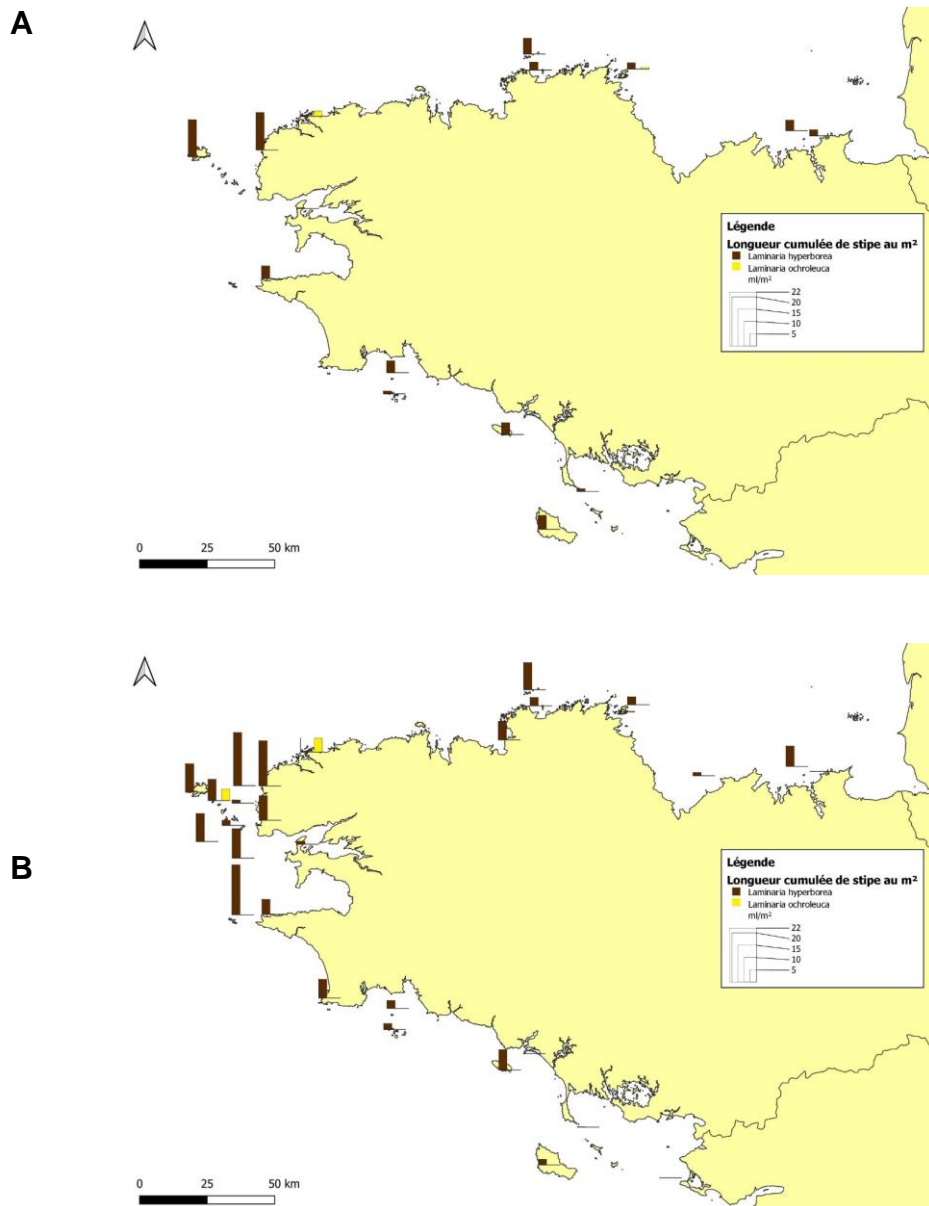 A
Légende
Longueur cumulée de stipe au m²
Laminaria hyperborea
Laminaria ochroleuca
ml/m²
22
20
15
10
5
0 25 50 km
B
Légende
Longueur cumulée de stipe au m²
Laminaria hyperborea
Laminaria ochroleuca
ml/m²
22
20
15
10
5
0 25 50 km